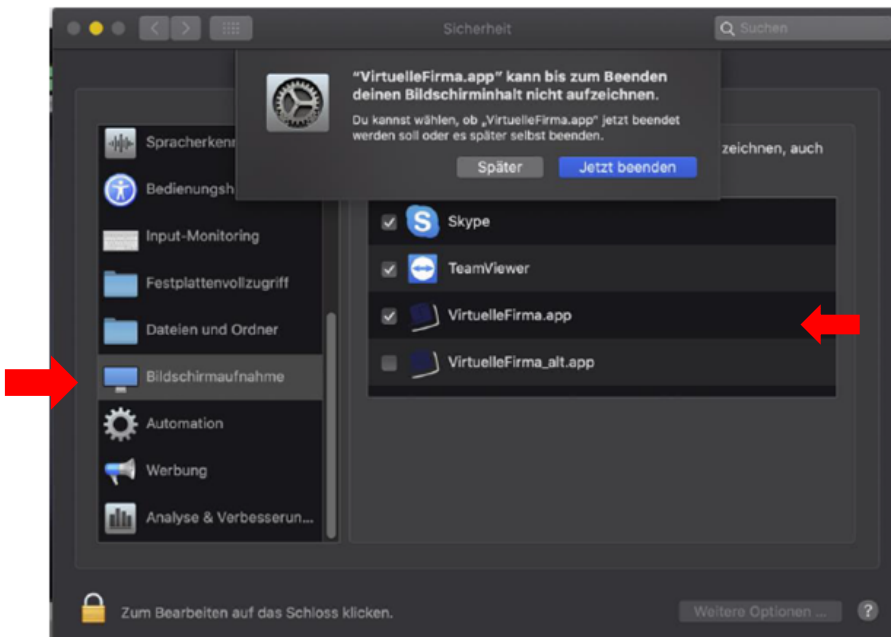 Sicherheit
Suchen
“VirtuelleFirma.app” kann bis zum Beenden
deinen Bildschirminhalt nicht aufzeichnen.
Du kannst wählen, ob „VirtuelleFirma.app” jetzt beendet
werden soll oder es später selbst beenden.
Später
Jetzt beenden
zeichnen, auch
Spracherken
Bedienungsh
Input-Monitoring
Festplattenvollzugriff
Dateien und Ordner
Bildschirmaufnahme
Automation
Werbung
Analyse & Verbesserun...
Skype
TeamViewer
VirtuelleFirma.app
VirtuelleFirma_alt.app
Zum Bearbeiten auf das Schloss klicken.
Weitere Optionen ...
?